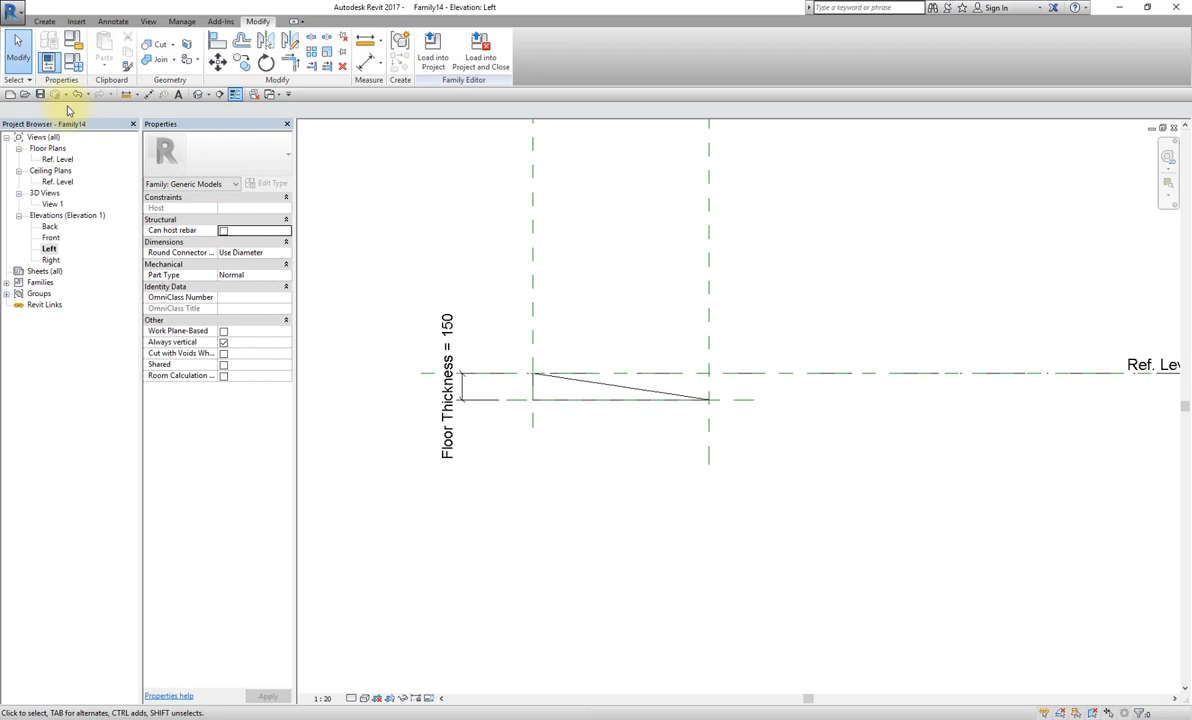 Autodesk Revit 2017 - Family14 - Elevation: Left
Type a keyword or phrase
Sign In
Create
Insert
Annotate
View
Manage
Add-Ins
Modify
Modify
Paste
Cut
Join
Load into
Project
Load into
Project and Close
Select
Properties
Clipboard
Geometry
Modify
Measure
Create
Family Editor
Project Browser - Family14
Views (all)
Floor Plans
Ref. Level
Ceiling Plans
Ref. Level
3D Views
View 1
Elevations (Elevation 1)
Back
Front
Left
Right
Sheets (all)
Families
Groups
Revit Links
Properties
Family: Generic Models
Edit Type
Constraints
Host
Structural
Can host rebar
Dimensions
Round Connector ... Use Diameter
Mechanical
Part Type Normal
Identity Data
OmniClass Number
OmniClass Title
Other
Work Plane-Based
Always vertical
Cut with Voids Wh...
Shared
Room Calculation ...
Properties help
Apply
Floor Thickness = 150
Ref. Lev
1 : 20
Click to select, TAB for alternates, CTRL adds, SHIFT unselects.
:0